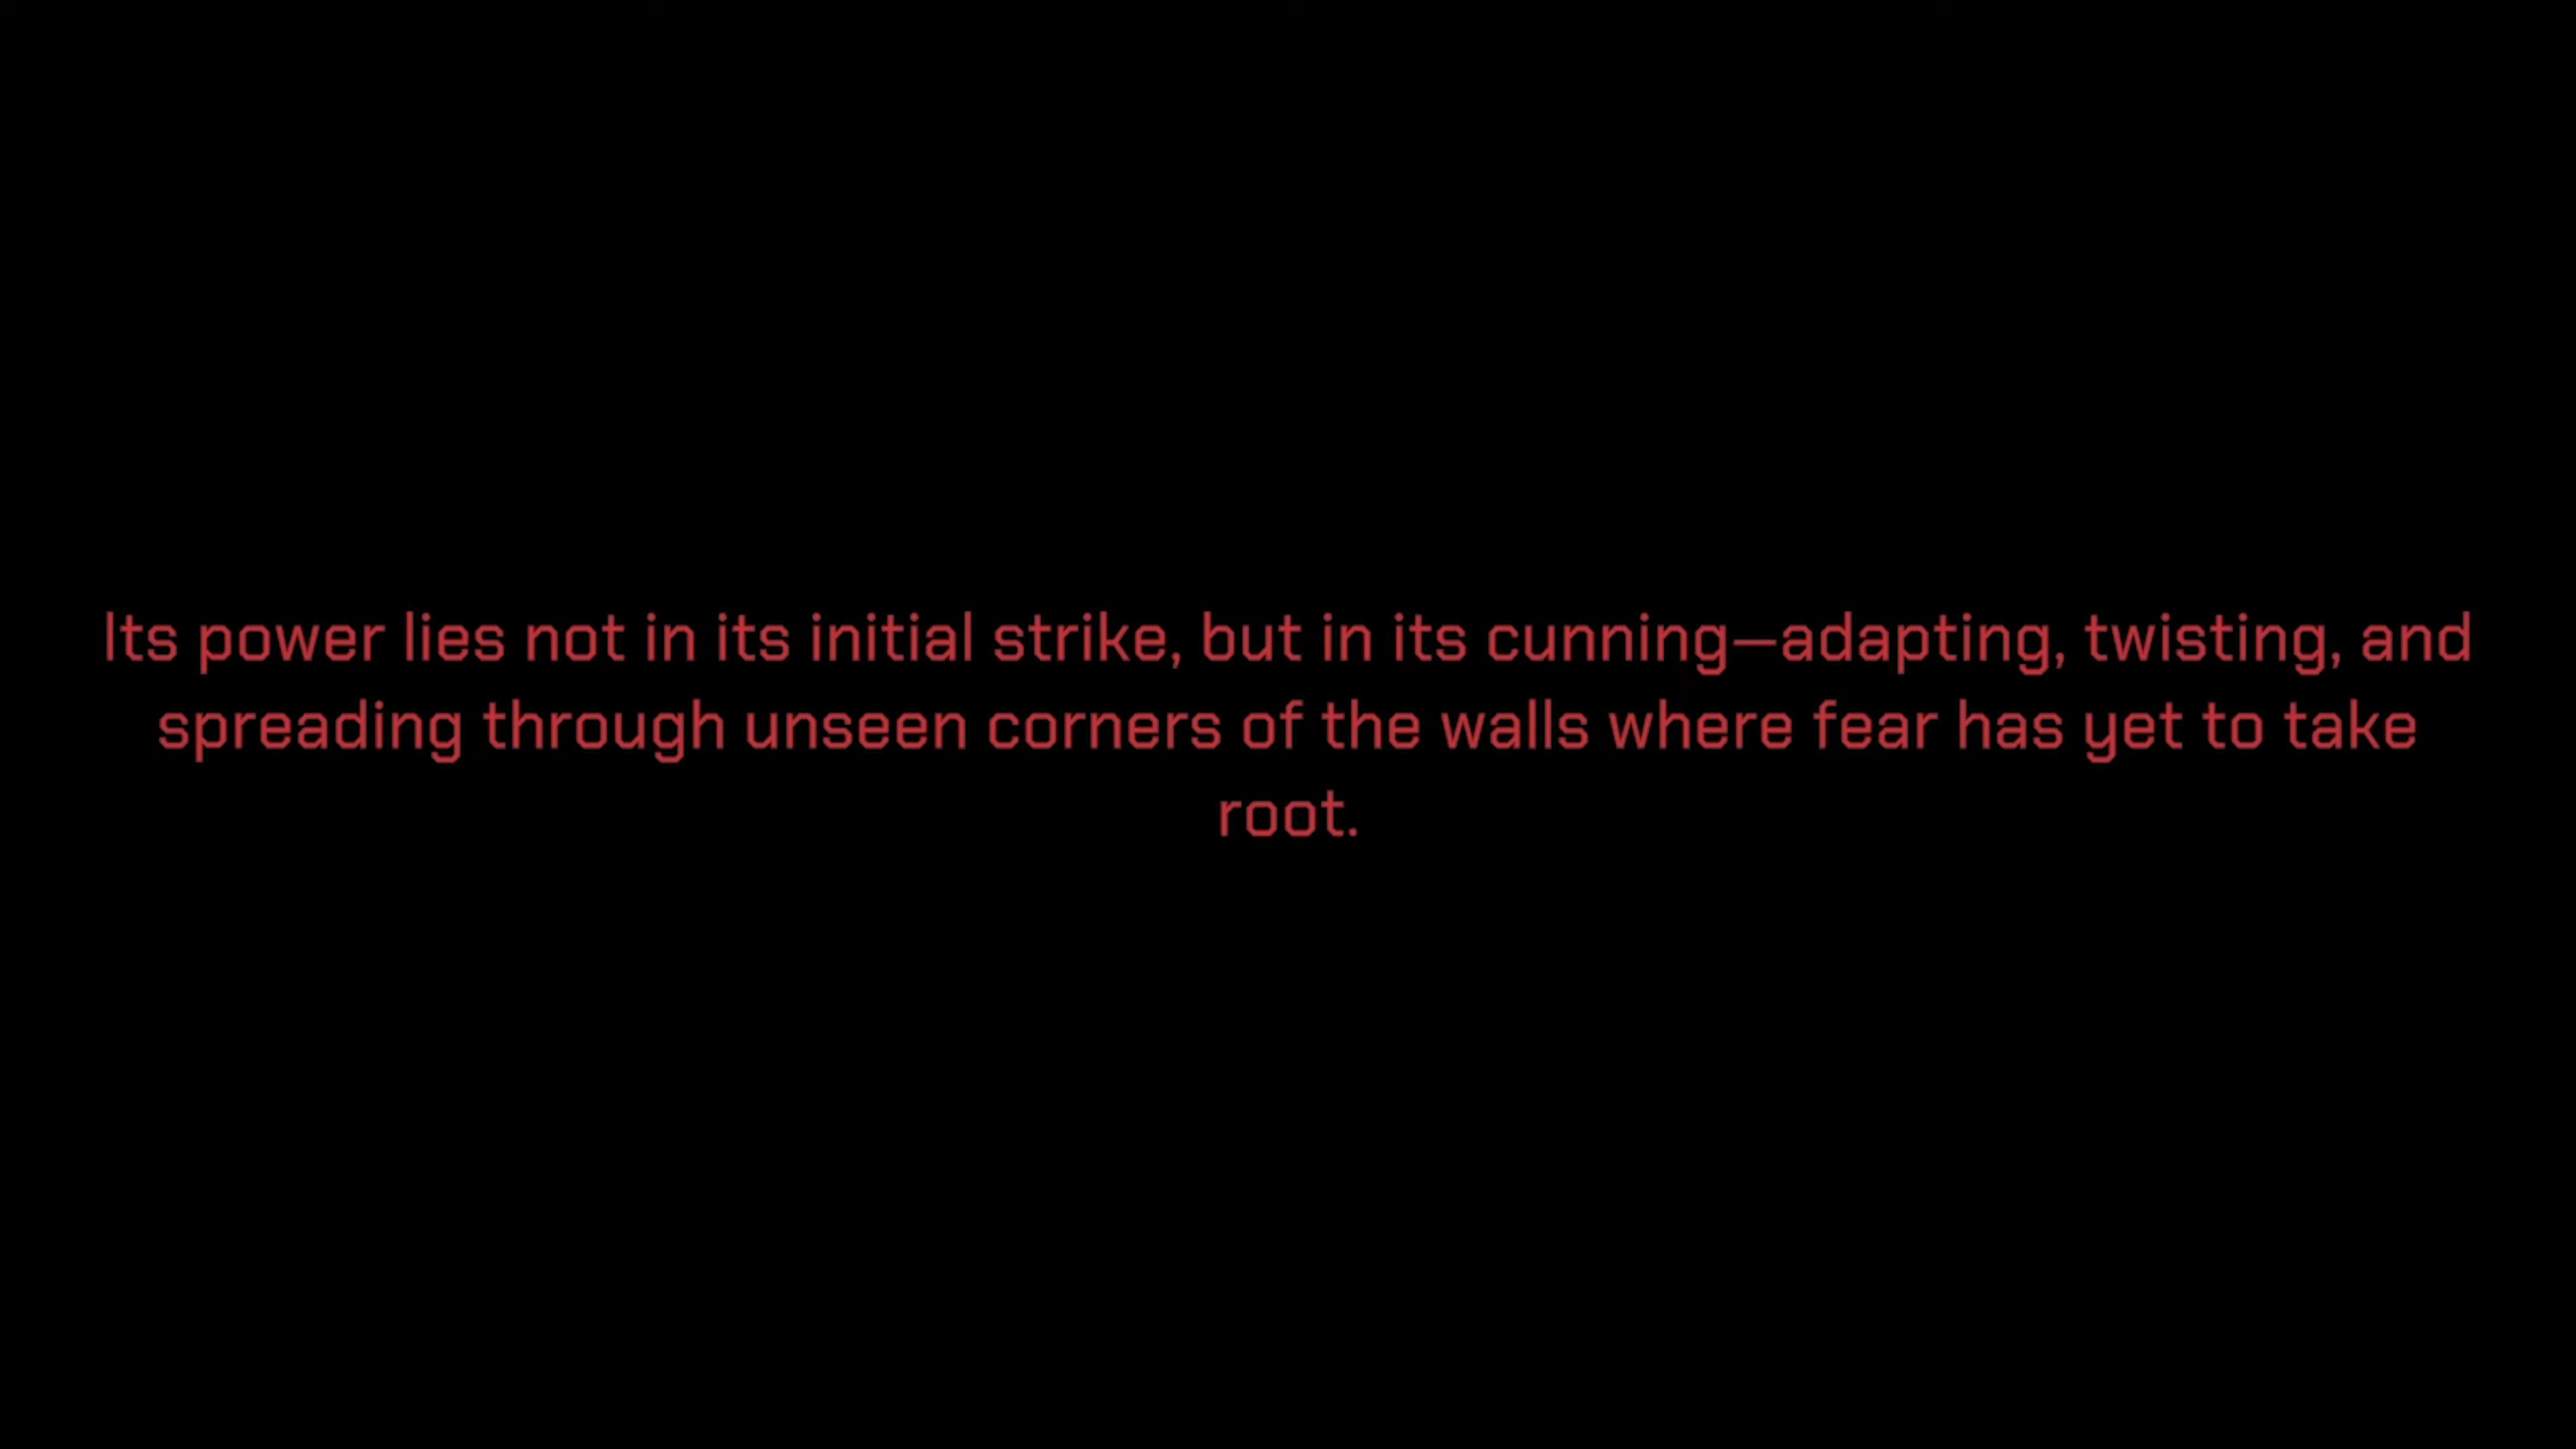 Its power lies not in its initial strike, but in its cunning—adapting, twisting, and
spreading through unseen corners of the walls where fear has yet to take
root.